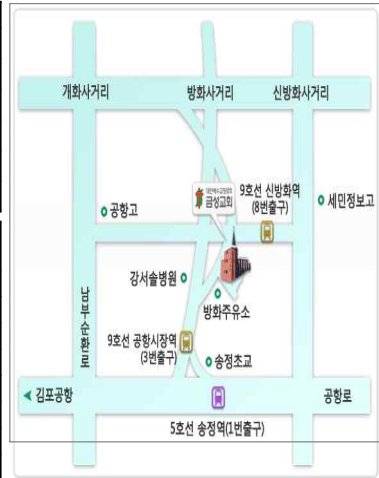 개화사거리
방화사거리
신방화사거리
금성교회
9호선 신방화역
(8번출구)
세민정보고
공항고
강서솔병원
방화주유소
남부순환로
9호선 공항시장역
(3번출구)
송정초교
김포공항
공항로
5호선 송정역(1번출구)